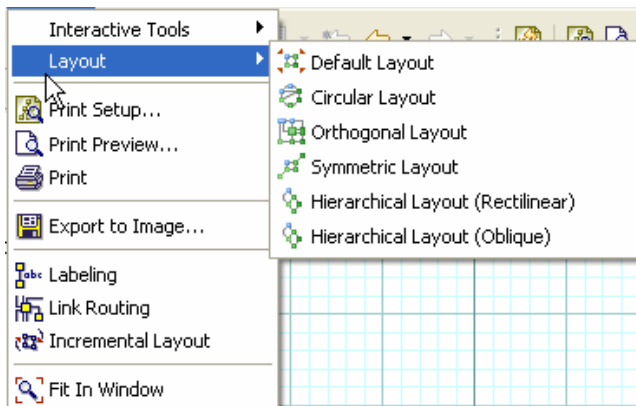 Interactive Tools
Layout
Print Setup...
Print Preview...
Print
Export to Image...
abc Labeling
Link Routing
Incremental Layout
Fit In Window
Default Layout
Circular Layout
Orthogonal Layout
Symmetric Layout
Hierarchical Layout (Rectilinear)
Hierarchical Layout (Oblique)